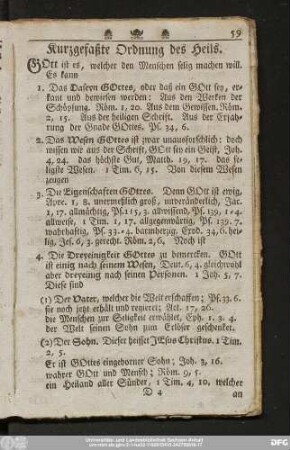 59
Kurzgefaßte Ordnung des Heils.
GOtt ist es, welcher den Menschen selig machen will.
Es kann
1. Das Daseyn GOttes, oder daß ein GOtt sey, er-
kant und bewiesen werden: Aus den Werken der
Schöpfung. Röm. 1, 20. Aus dem Gewissen. Röm.
2, 15. Aus der heiligen Schrift. Aus der Erfah-
rung der Gnade GOttes. Ps. 34, 6.
2. Das Wesen GOttes ist zwar unausforschlich: doch
wissen wir aus der Schrift, GOtt sey ein Geist, Joh.
4, 24. das höchste Gut, Matth. 19, 17. das se-
ligste Wesen. 1 Tim. 6, 15. Von diesem Wesen
zeugen
3. Die Eigenschaften GOttes. Denn GOtt ist ewig,
1, 8. unermeßlich groß, unveränderlich, Jac.
1, 17. allmächtig, Ps. 115, 3. allwissend, Ps. 139, 1-4.
allweise, 1 Tim. 1, 17. allgegenwärtig, Ps. 139, 7.
wahrhaftig, Ps. 33, 4. barmherzig, Exod. 34, 6. hei-
lig, Jes. 6, 3. gerecht. Röm. 2, 6. Noch ist
4. Die Dreyeinigkeit GOttes zu bemerken. GOtt
ist einig nach seinem Wesen, Deut. 6, 4. gleichwohl
aber dreyeinig nach seinen Personen. 1 Joh. 5, 7.
Diese sind
(1) Der Vater, welcher die Welt erschaffen; Ps. 33, 6.
sie noch jetzt erhält und regieret; Act. 17, 26.
die Menschen zur Seligkeit erwählet, Eph. 1, 3. 4.
der Welt seinen Sohn zum Erlöser geschenket.
(2) Der Sohn. Dieser heisset JEsus Christus. 1 Tim.
2, 5.
Er ist GOttes eingeborner Sohn; Joh. 3, 16.
wahrer GOtt und Mensch; Röm. 9, 5.
ein Heiland aller Sünder, 1 Tim. 4, 10, welcher
D 4 an
Universitäts- und Landesbibliothek Sachsen-Anhalt